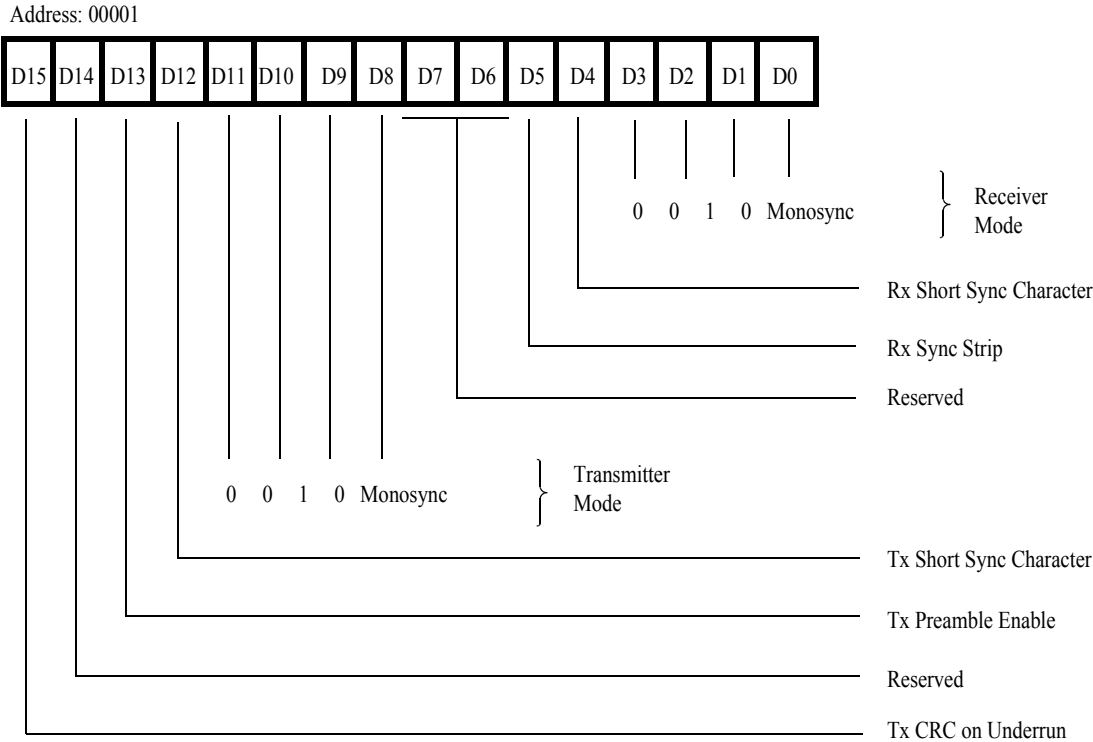 Address: 00001
D15 D14 D13 D12 D11 D10 D9 D8 D7 D6 D5 D4 D3 D2 D1 D0
0 0 1 0 Monosync
Receiver
Mode
Rx Short Sync Character
Rx Sync Strip
Reserved
0 0 1 0 Monosync
Transmitter
Mode
Tx Short Sync Character
Tx Preamble Enable
Reserved
Tx CRC on Underrun